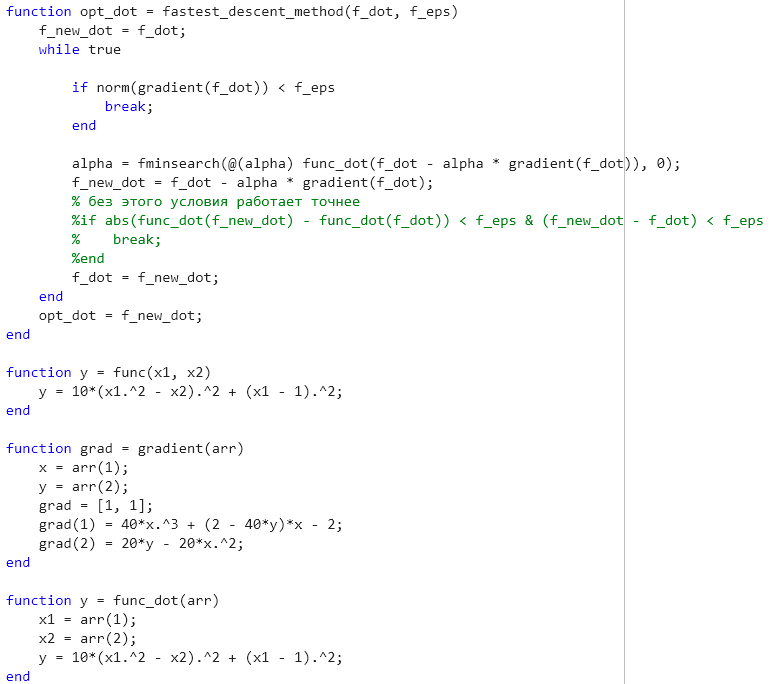 function opt_dot = fastest_descent_method(f_dot, f_eps)
    f_new_dot = f_dot;
    while true

        if norm(gradient(f_dot)) < f_eps
            break;
        end

        alpha = fminsearch(@(alpha) func_dot(f_dot - alpha * gradient(f_dot)), 0);
        f_new_dot = f_dot - alpha * gradient(f_dot);
        % без этого условия работает точнее
        %if abs(func_dot(f_new_dot) - func_dot(f_dot)) < f_eps & (f_new_dot - f_dot) < f_eps
        %    break;
        %end
        f_dot = f_new_dot;
    end
    opt_dot = f_new_dot;
end

function y = func(x1, x2)
    y = 10*(x1.^2 - x2).^2 + (x1 - 1).^2;
end

function grad = gradient(arr)
    x = arr(1);
    y = arr(2);
    grad = [1, 1];
    grad(1) = 40*x.^3 + (2 - 40*y)*x - 2;
    grad(2) = 20*y - 20*x.^2;
end

function y = func_dot(arr)
    x1 = arr(1);
    x2 = arr(2);
    y = 10*(x1.^2 - x2).^2 + (x1 - 1).^2;
end